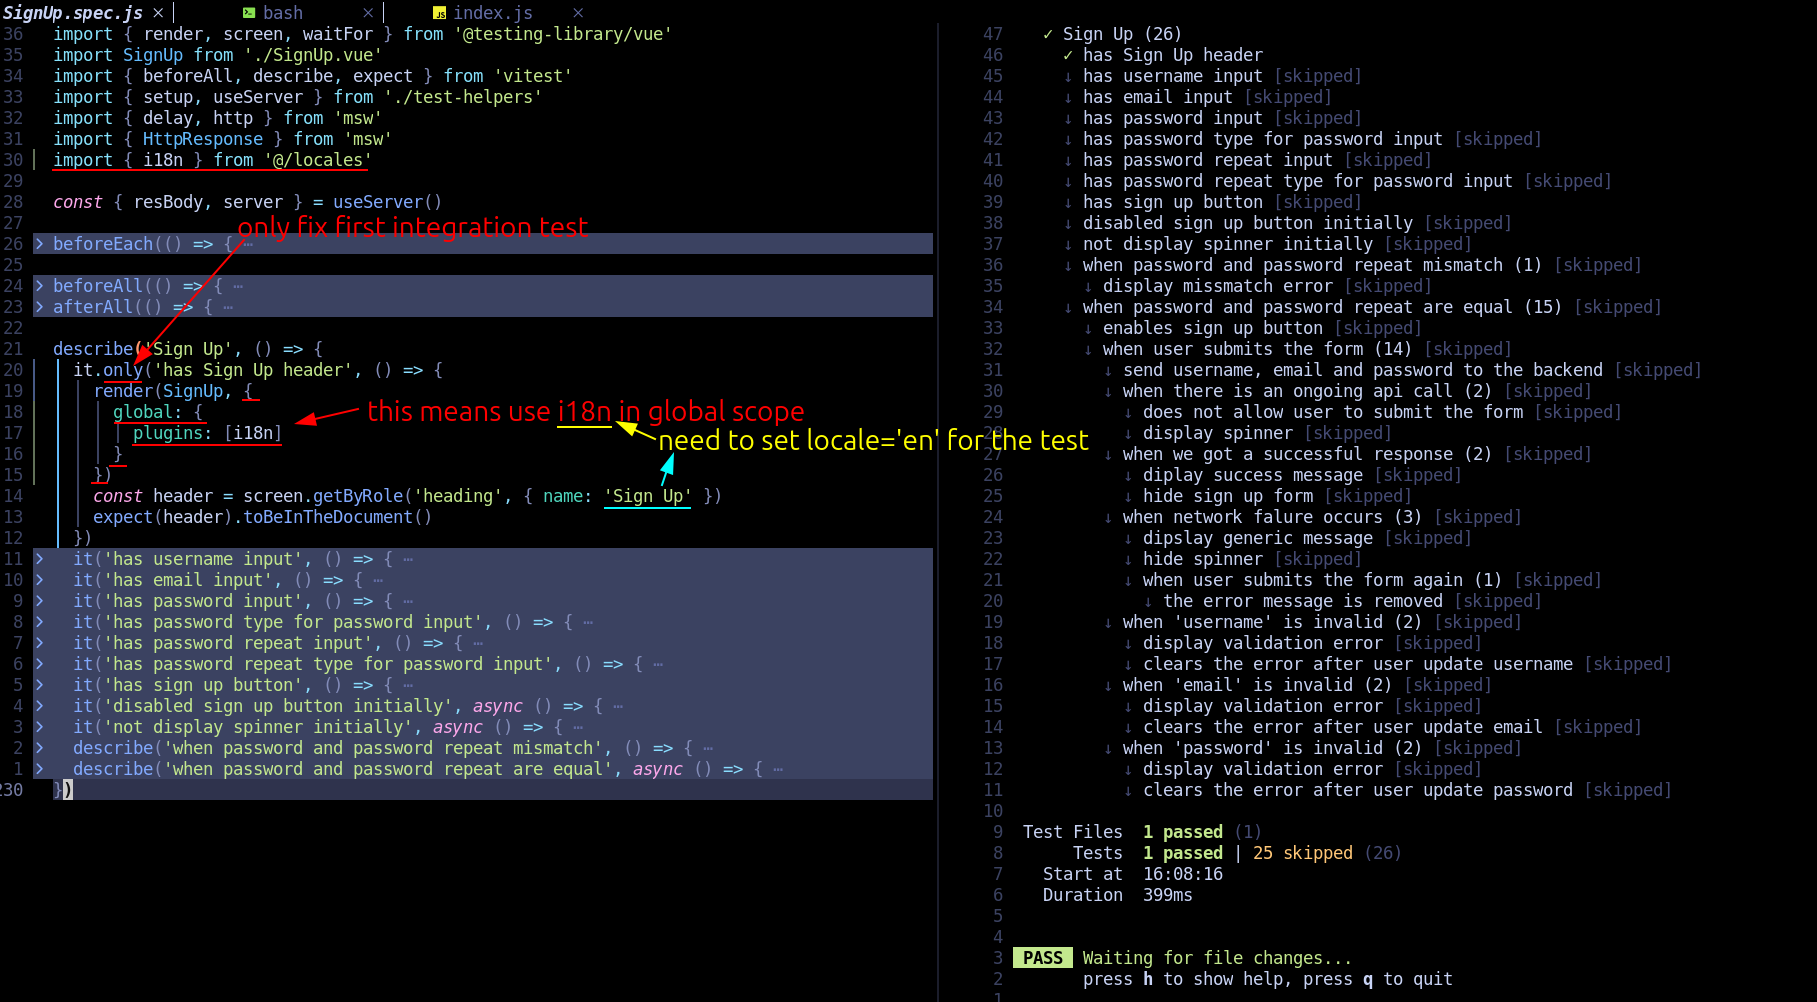 SignUp.spec.js × bash × index.js ×
36 import { render, screen, waitFor } from '@testing-library/vue'
35 import SignUp from './SignUp.vue'
34 import { beforeAll, describe, expect } from 'vitest'
33 import { setup, useServer } from './test-helpers'
32 import { delay, http } from 'msw'
31 import { HttpResponse } from 'msw'
30 import { i18n } from '@/locales'
29
28 const { resBody, server } = useServer()
27
only fix first integration test
26 > beforeEach(() => { ⋯
25
24 > beforeAll(() => { ⋯
23 > afterAll(() => { ⋯
22
21 describe('Sign Up', () => {
20 it.only('has Sign Up header', () => {
19 render(SignUp, {
18 global: {
this means use i18n in global scope
17 plugins: [i18n]
need to set locale='en' for the test
16 }
15 })
14 const header = screen.getByRole('heading', { name: 'Sign Up' })
13 expect(header).toBeInTheDocument()
12 })
11 > it('has username input', () => { ⋯
10 > it('has email input', () => { ⋯
9 > it('has password input', () => { ⋯
8 > it('has password type for password input', () => { ⋯
7 > it('has password repeat input', () => { ⋯
6 > it('has password repeat type for password input', () => { ⋯
5 > it('has sign up button', () => { ⋯
4 > it('disabled sign up button initially', async () => { ⋯
3 > it('not display spinner initially', async () => { ⋯
2 > describe('when password and password repeat mismatch', () => { ⋯
1 > describe('when password and password repeat are equal', async () => { ⋯
230 })
47 ✓ Sign Up (26)
46 ✓ has Sign Up header
45 ↓ has username input [skipped]
44 ↓ has email input [skipped]
43 ↓ has password input [skipped]
42 ↓ has password type for password input [skipped]
41 ↓ has password repeat input [skipped]
40 ↓ has password repeat type for password input [skipped]
39 ↓ has sign up button [skipped]
38 ↓ disabled sign up button initially [skipped]
37 ↓ not display spinner initially [skipped]
36 ↓ when password and password repeat mismatch (1) [skipped]
35 ↓ display missmatch error [skipped]
34 ↓ when password and password repeat are equal (15) [skipped]
33 ↓ enables sign up button [skipped]
32 ↓ when user submits the form (14) [skipped]
31 ↓ send username, email and password to the backend [skipped]
30 ↓ when there is an ongoing api call (2) [skipped]
29 ↓ does not allow user to submit the form [skipped]
28 ↓ display spinner [skipped]
27 ↓ when we got a successful response (2) [skipped]
26 ↓ diplay success message [skipped]
25 ↓ hide sign up form [skipped]
24 ↓ when network failure occurs (3) [skipped]
23 ↓ dipslay generic message [skipped]
22 ↓ hide spinner [skipped]
21 ↓ when user submits the form again (1) [skipped]
20 ↓ the error message is removed [skipped]
19 ↓ when 'username' is invalid (2) [skipped]
18 ↓ display validation error [skipped]
17 ↓ clears the error after user update username [skipped]
16 ↓ when 'email' is invalid (2) [skipped]
15 ↓ display validation error [skipped]
14 ↓ clears the error after user update email [skipped]
13 ↓ when 'password' is invalid (2) [skipped]
12 ↓ display validation error [skipped]
11 ↓ clears the error after user update password [skipped]
10
9 Test Files 1 passed (1)
8 Tests 1 passed | 25 skipped (26)
7 Start at 16:08:16
6 Duration 399ms
5
4
3 PASS Waiting for file changes...
2 press h to show help, press q to quit
1